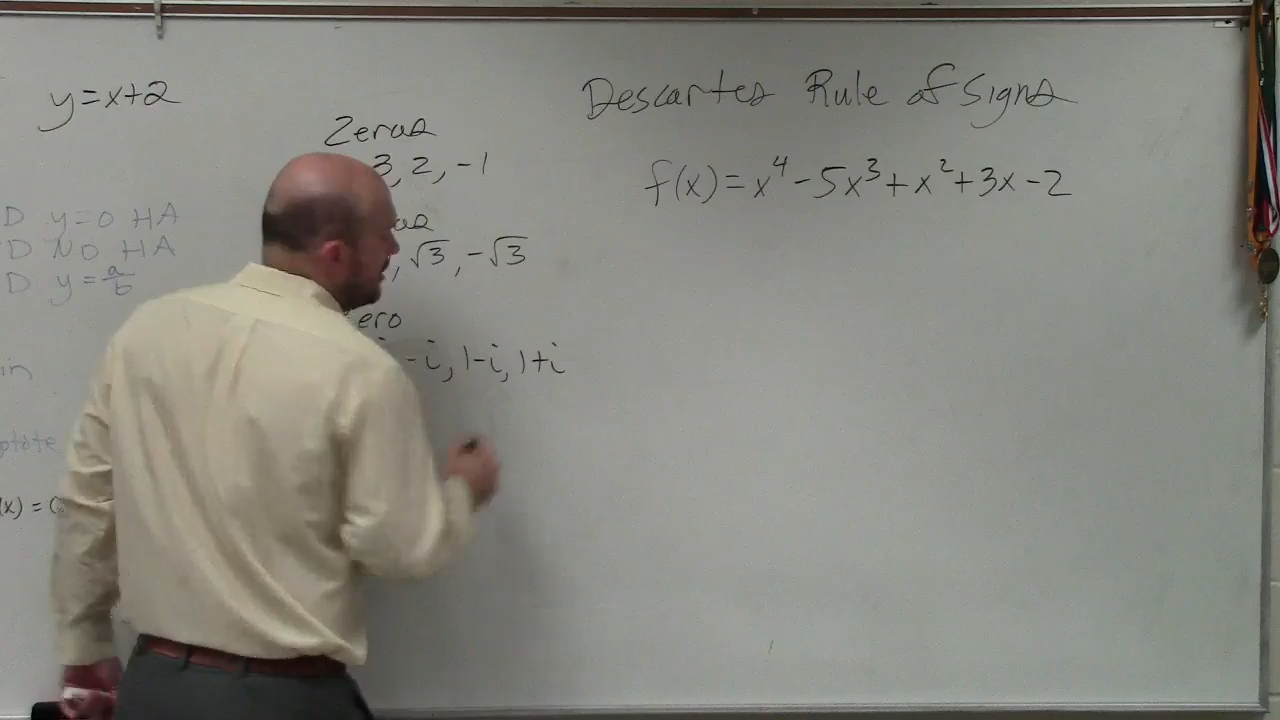 y=x+2
D y=0 HA
D NO HA
D y=a/b
in
(x) =
Zeros
3, 2, -1
os
, √3, -√3
ero
-i, 1-i, 1+i
Descartes Rule of Signs
f(x)=x⁴-5x³+x²+3x-2